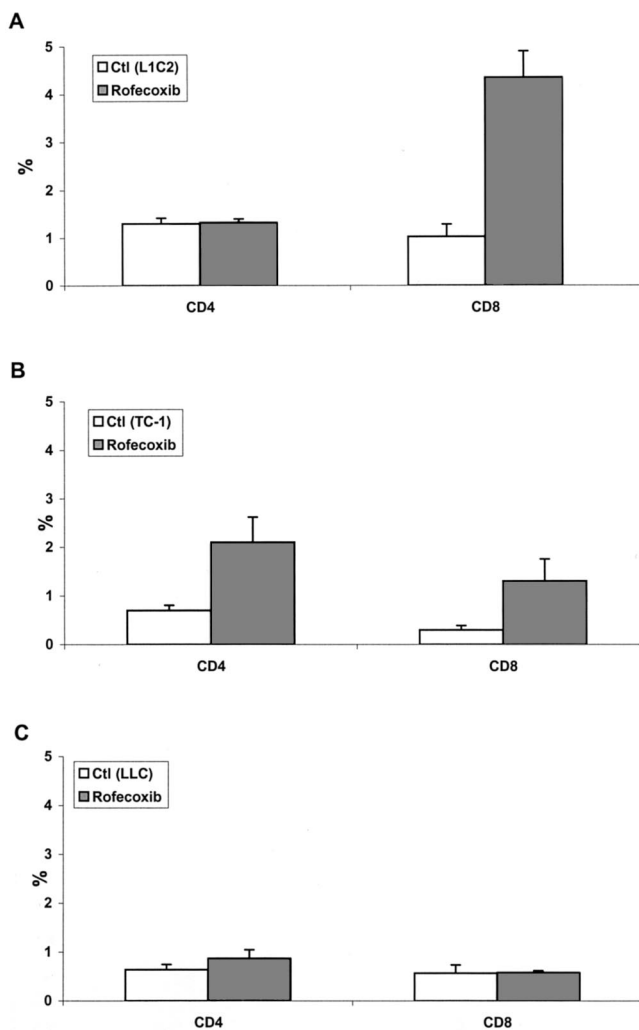 A
5
4
3
2
1
0
%
Ctl (L1C2)
Rofecoxib
CD4 CD8
B
5
4
3
2
1
0
%
Ctl (TC-1)
Rofecoxib
CD4 CD8
C
5
4
3
2
1
0
%
Ctl (LLC)
Rofecoxib
CD4 CD8